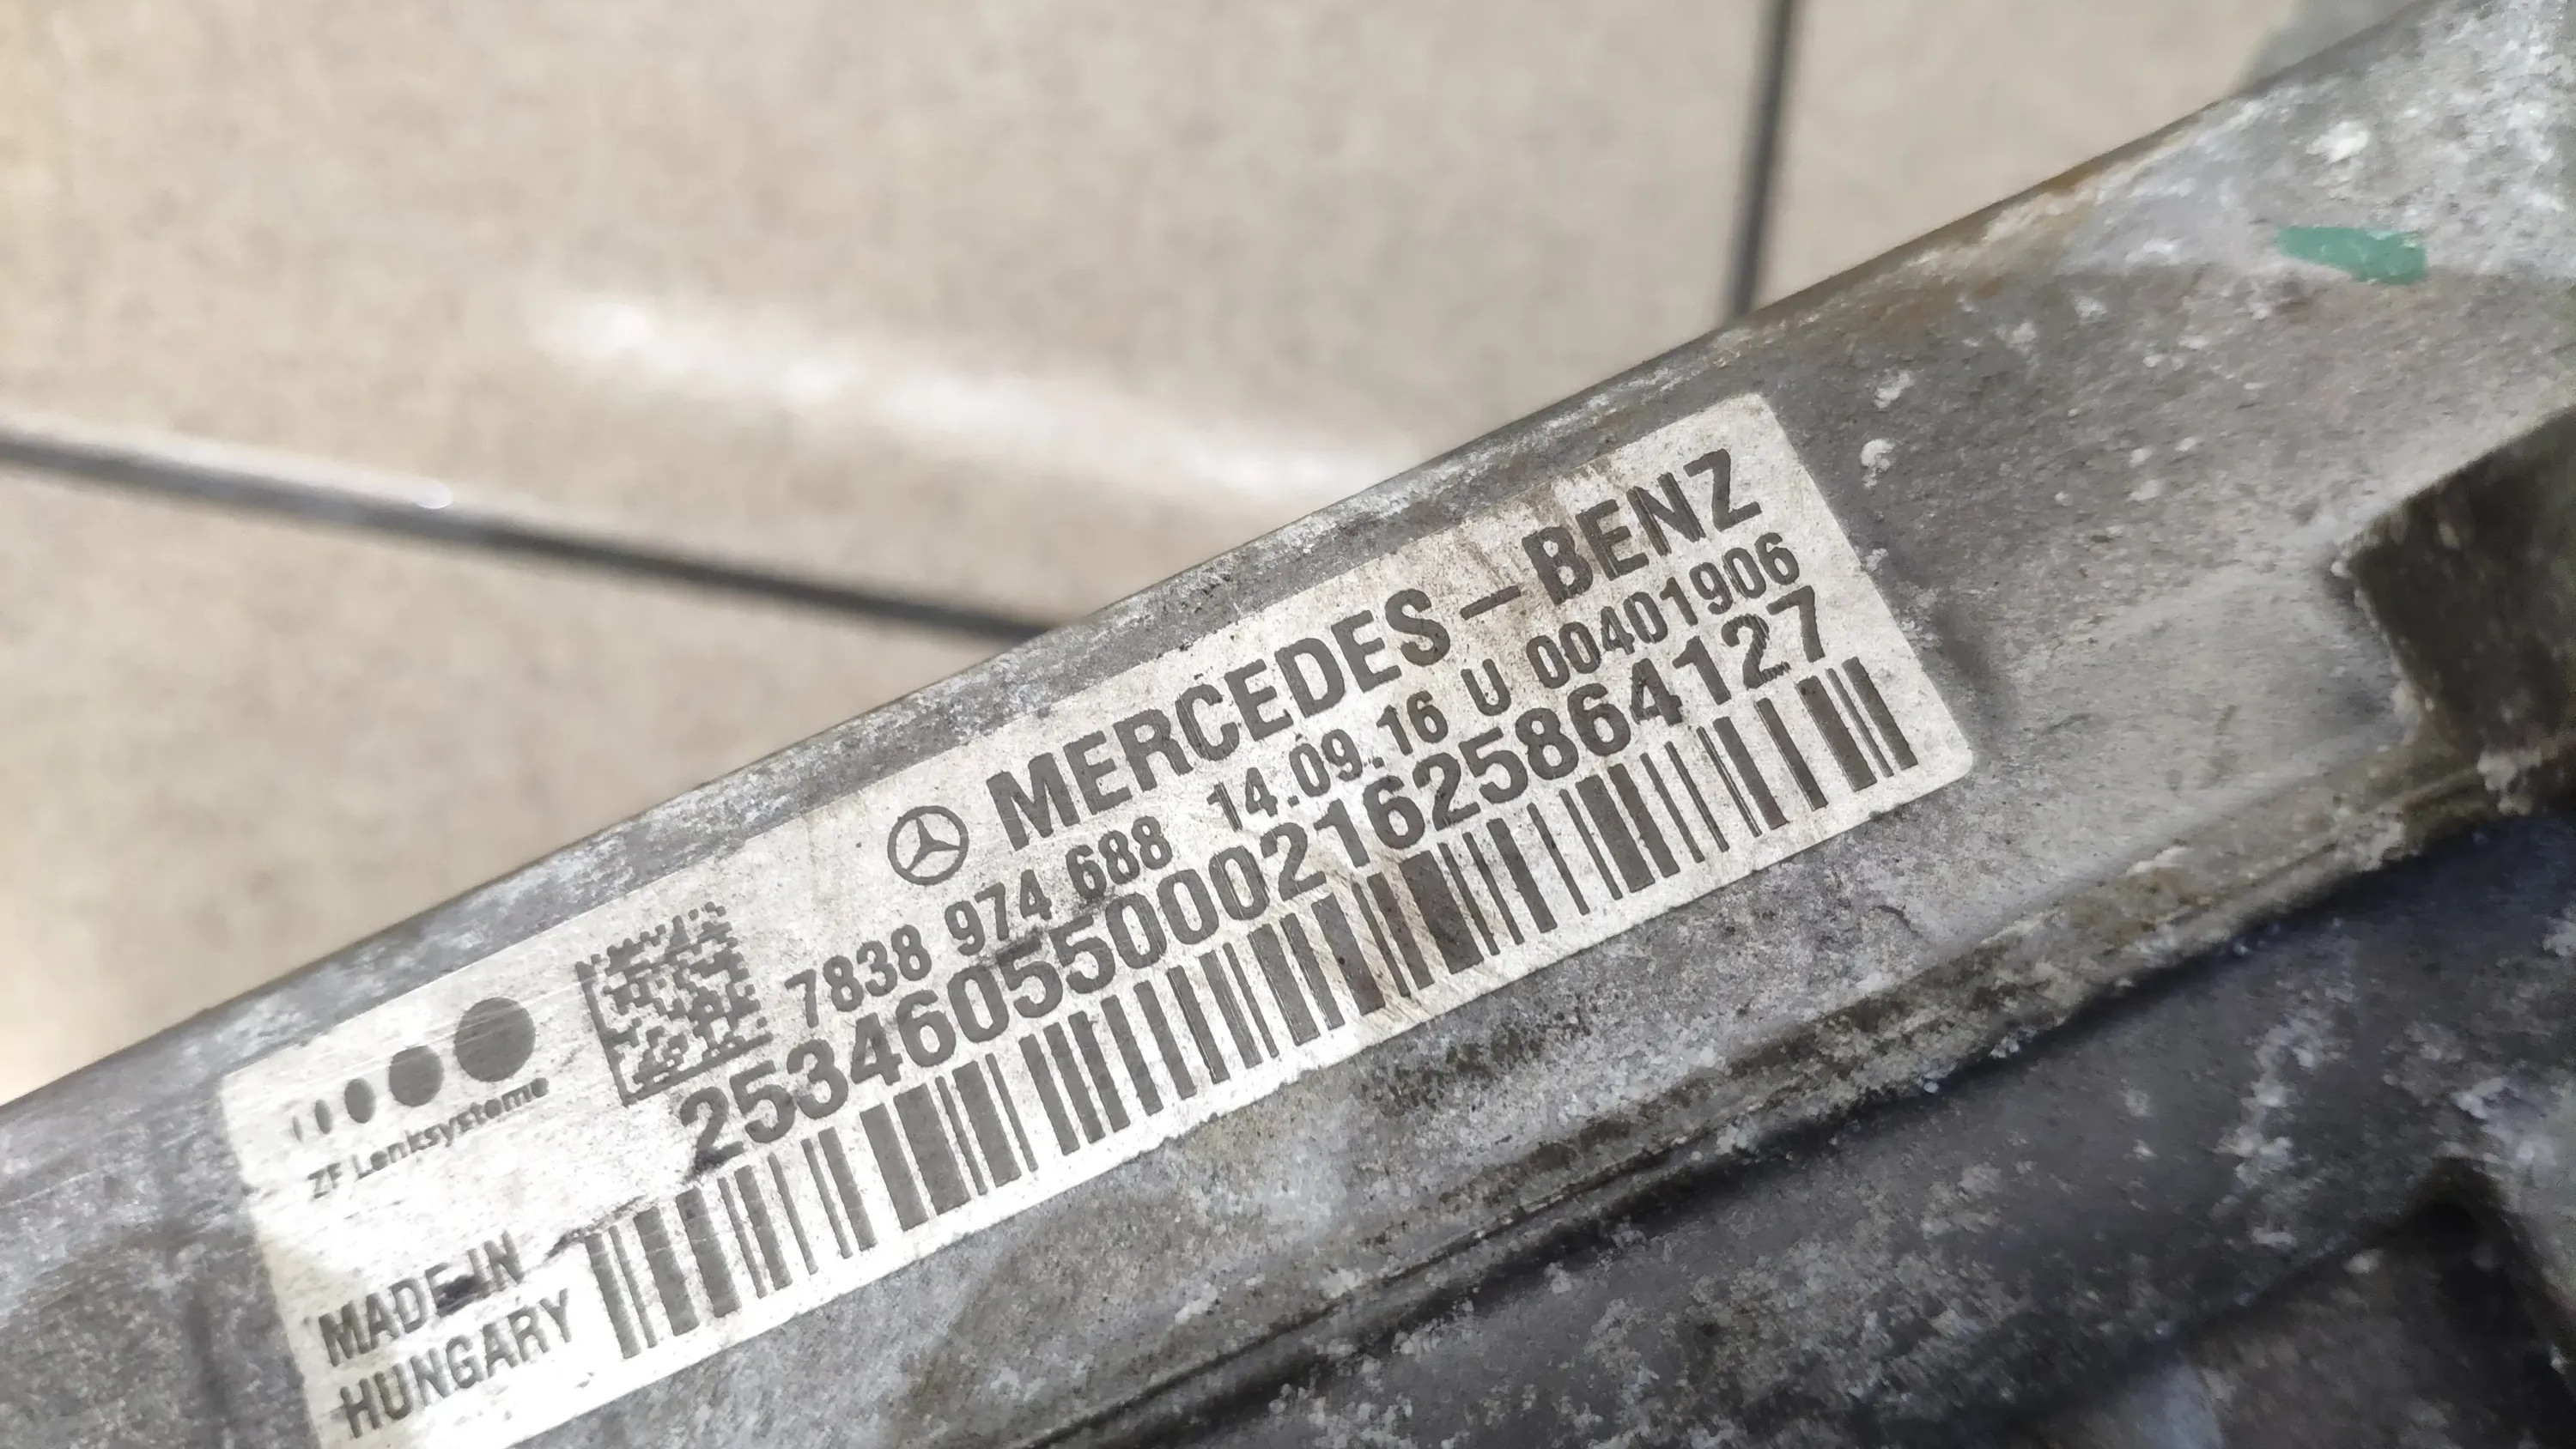 MERCEDES-BENZ
7838 974 688 14.09.16 U 00401906
2534605500021625864127
ZF Lenksysteme
MADE IN
HUNGARY